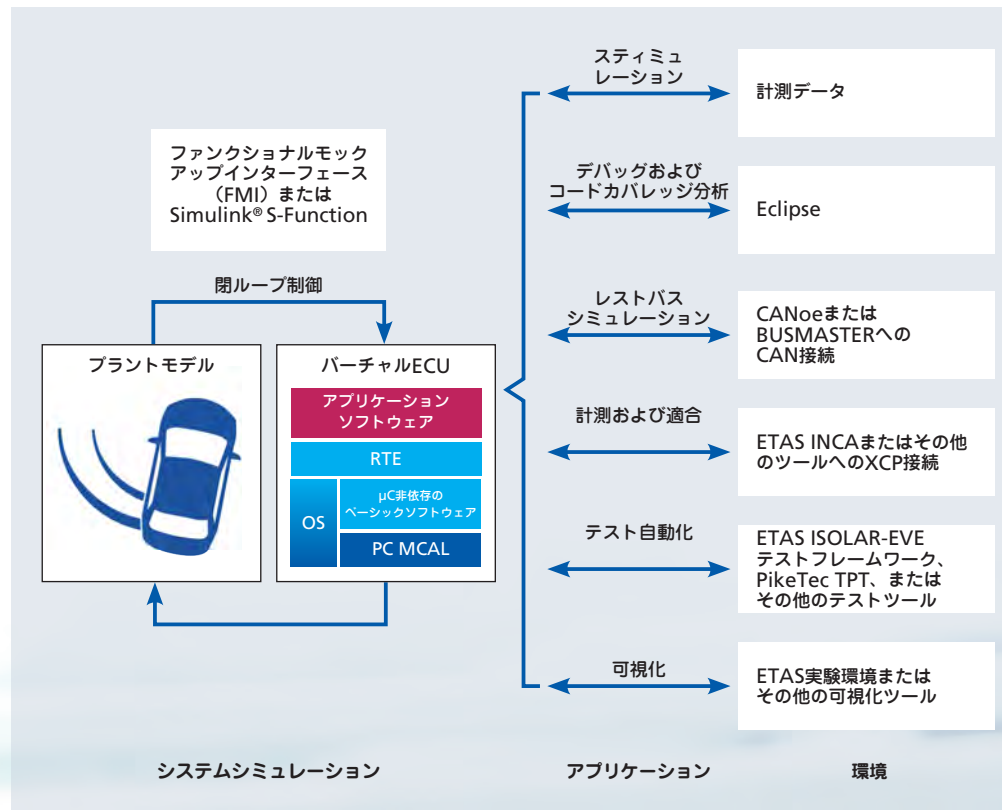 ファンクショナルモック
アップインターフェース
（FMI）または
Simulink® S-Function
閉ループ制御
プラントモデル
バーチャルECU
アプリケーション
ソフトウェア
RTE
OS
µC非依存の
ベーシックソフトウェア
PC MCAL
システムシミュレーション
スティミュ
レーション
計測データ
デバッグおよび
コードカバレッジ分析
Eclipse
レストバス
シミュレーション
CANoeまたは
BUSMASTERへの
CAN接続
計測および適合
ETAS INCAまたはその他
のツールへのXCP接続
テスト自動化
ETAS ISOLAR-EVE
テストフレームワーク、
PikeTec TPT、または
その他のテストツール
可視化
ETAS実験環境または
その他の可視化ツール
アプリケーション
環境